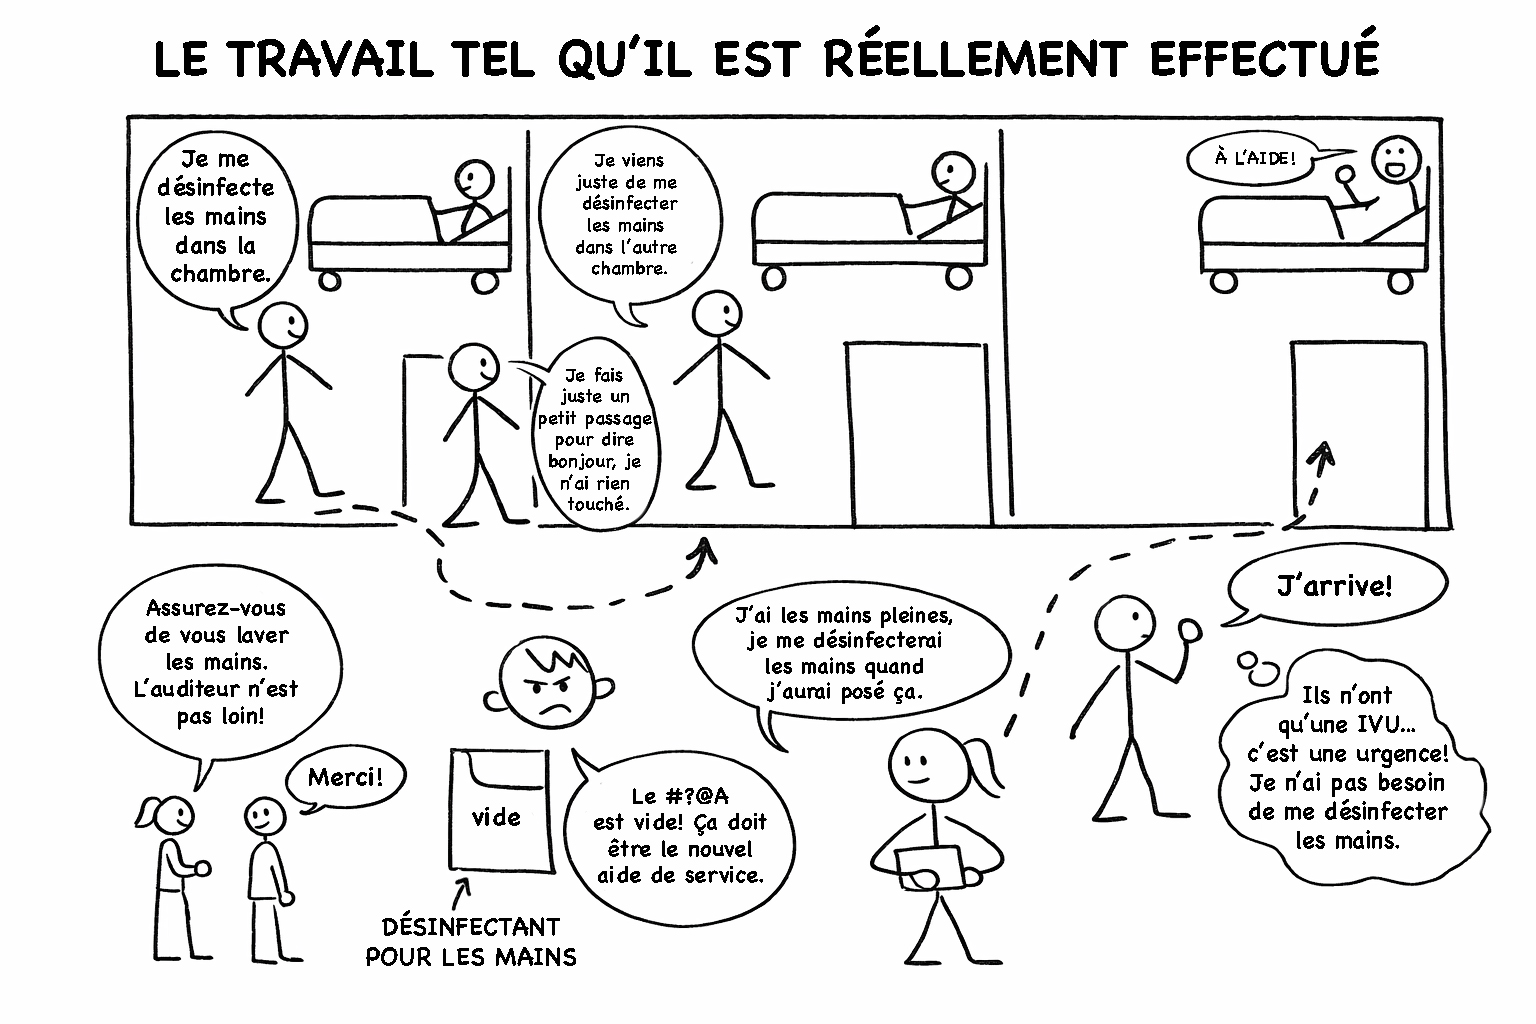 LE TRAVAIL TEL QU'IL EST RÉELLEMENT EFFECTUÉ
Je me
désinfecte
les mains
dans la
chambre.
Je viens
juste de me
désinfecter
les mains
dans l'autre
chambre.
À L'AIDE!
Je fais
juste un
petit passage
pour dire
bonjour, je
n'ai rien
touché.
Assurez-vous
de vous laver
les mains.
L'auditeur n'est
pas loin!
Merci!
vide
DÉSINFECTANT
POUR LES MAINS
Le #?@A
est vide! Ça doit
être le nouvel
aide de service.
J'ai les mains pleines,
je me désinfecterai
les mains quand
j'aurai posé ça.
J'arrive!
Ils n'ont
qu'une IVU...
c'est une urgence!
Je n'ai pas besoin
de me désinfecter
les mains.